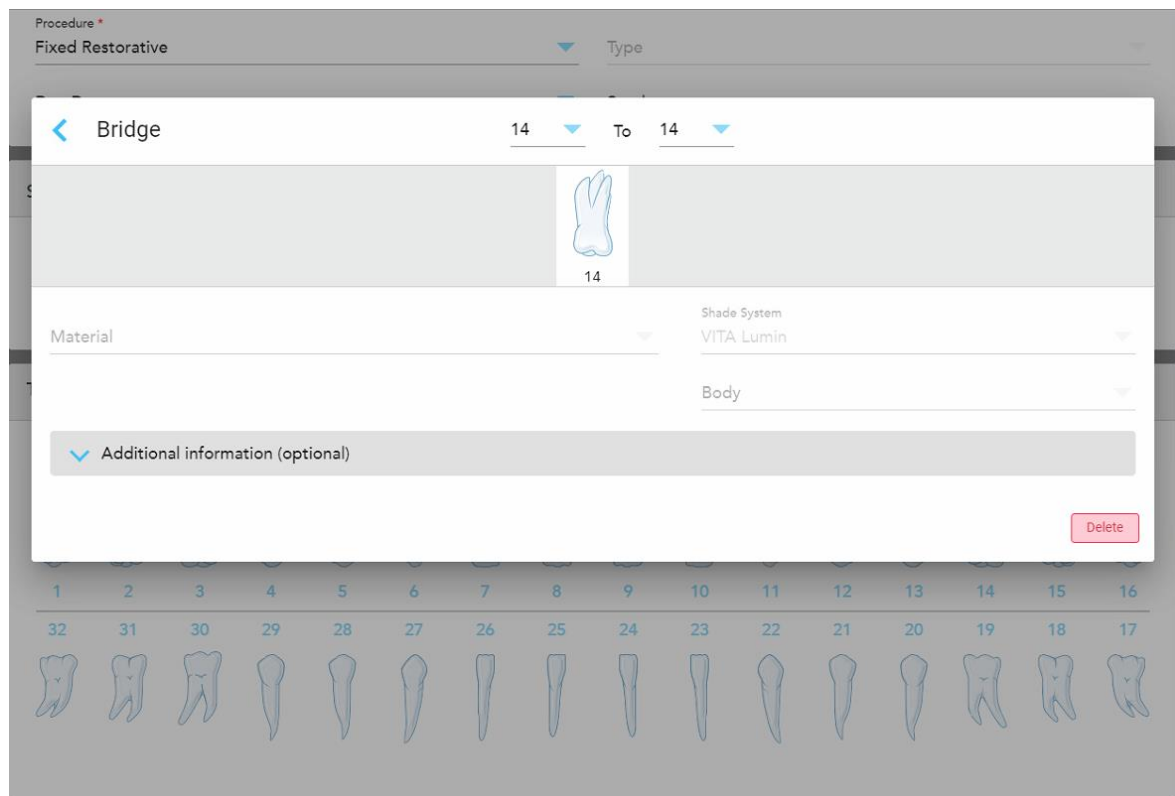 Procedure *
Fixed Restorative
Type
Bridge
14 To 14
14
Material
Shade System
VITA Lumin
Body
Additional information (optional)
Delete
1 2 3 4 5 6 7 8 9 10 11 12 13 14 15 16
32 31 30 29 28 27 26 25 24 23 22 21 20 19 18 17